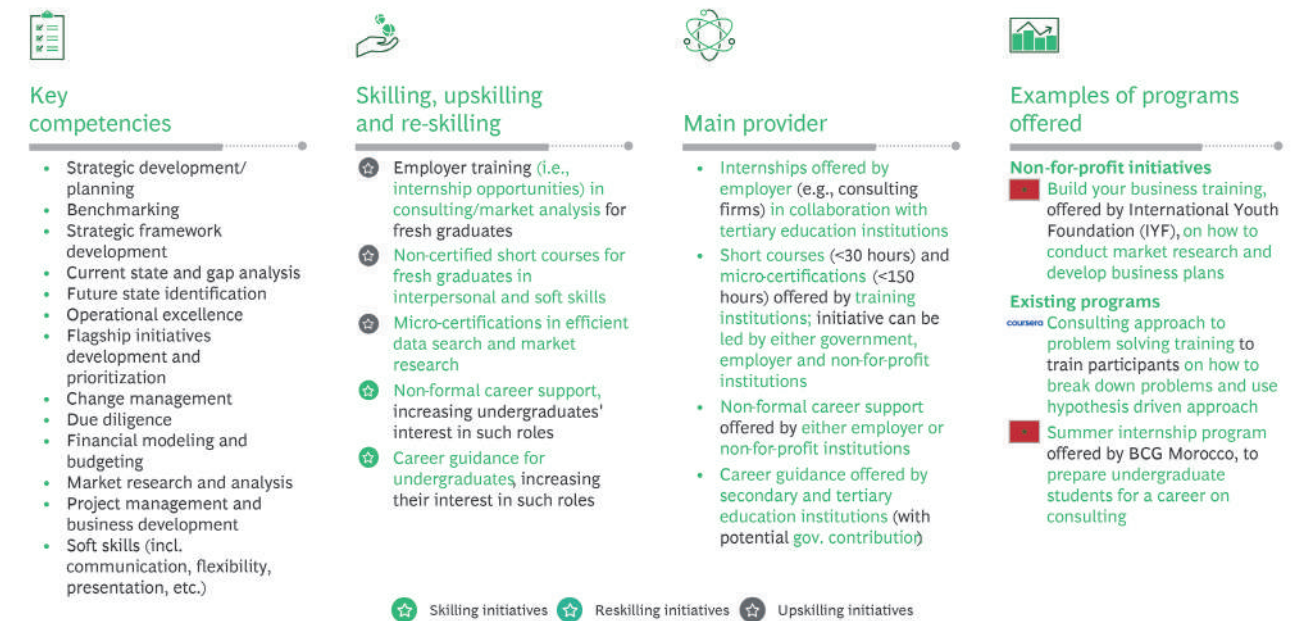 Key
competencies
• Strategic development/
planning
• Benchmarking
• Strategic framework
development
• Current state and gap analysis
• Future state identification
• Operational excellence
• Flagship initiatives
development and
prioritization
• Change management
• Due diligence
• Financial modeling and
budgeting
• Market research and analysis
• Project management and
business development
• Soft skills (incl.
communication, flexibility,
presentation, etc.)
Skilling, upskilling
and re-skilling
Employer training (i.e.,
internship opportunities) in
consulting/market analysis for
fresh graduates
Non-certified short courses for
fresh graduates in
interpersonal and soft skills
Micro-certifications in efficient
data search and market
research
Non-formal career support,
increasing undergraduates'
interest in such roles
Career guidance for
undergraduates, increasing
their interest in such roles
Main provider
• Internships offered by
employer (e.g., consulting
firms) in collaboration with
tertiary education institutions
• Short courses (<30 hours) and
micro-certifications (<150
hours) offered by training
institutions; initiative can be
led by either government,
employer and non-for-profit
institutions
• Non-formal career support
offered by either employer or
non-for-profit institutions
• Career guidance offered by
secondary and tertiary
education institutions (with
potential gov. contribution)
Examples of programs
offered
Non-for-profit initiatives
Build your business training,
offered by International Youth
Foundation (IYF), on how to
conduct market research and
develop business plans
Existing programs
coursera Consulting approach to
problem solving training to
train participants on how to
break down problems and use
hypothesis driven approach
Summer internship program
offered by BCG Morocco, to
prepare undergraduate
students for a career on
consulting
Skilling initiatives Reskilling initiatives Upskilling initiatives